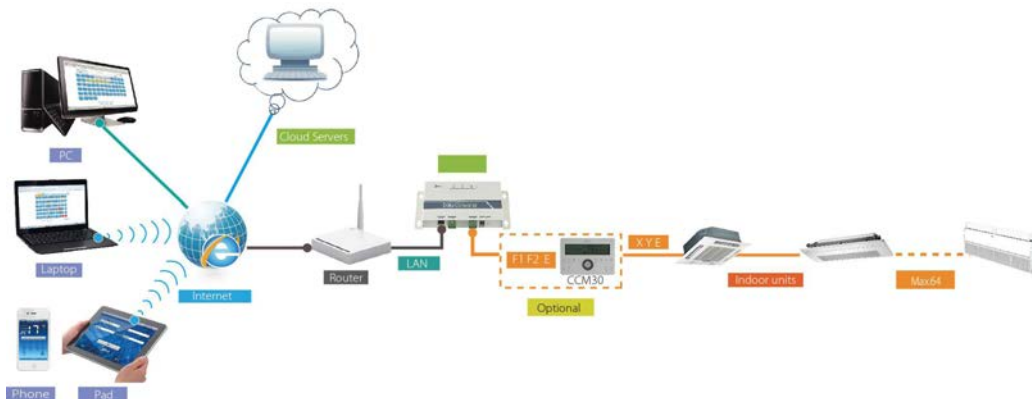 Cloud Servers
PC
Laptop
Internet
Router
LAN
F1 F2 E
CCM30
Optional
X Y E
Indoor units
Max64
Phone
Pad